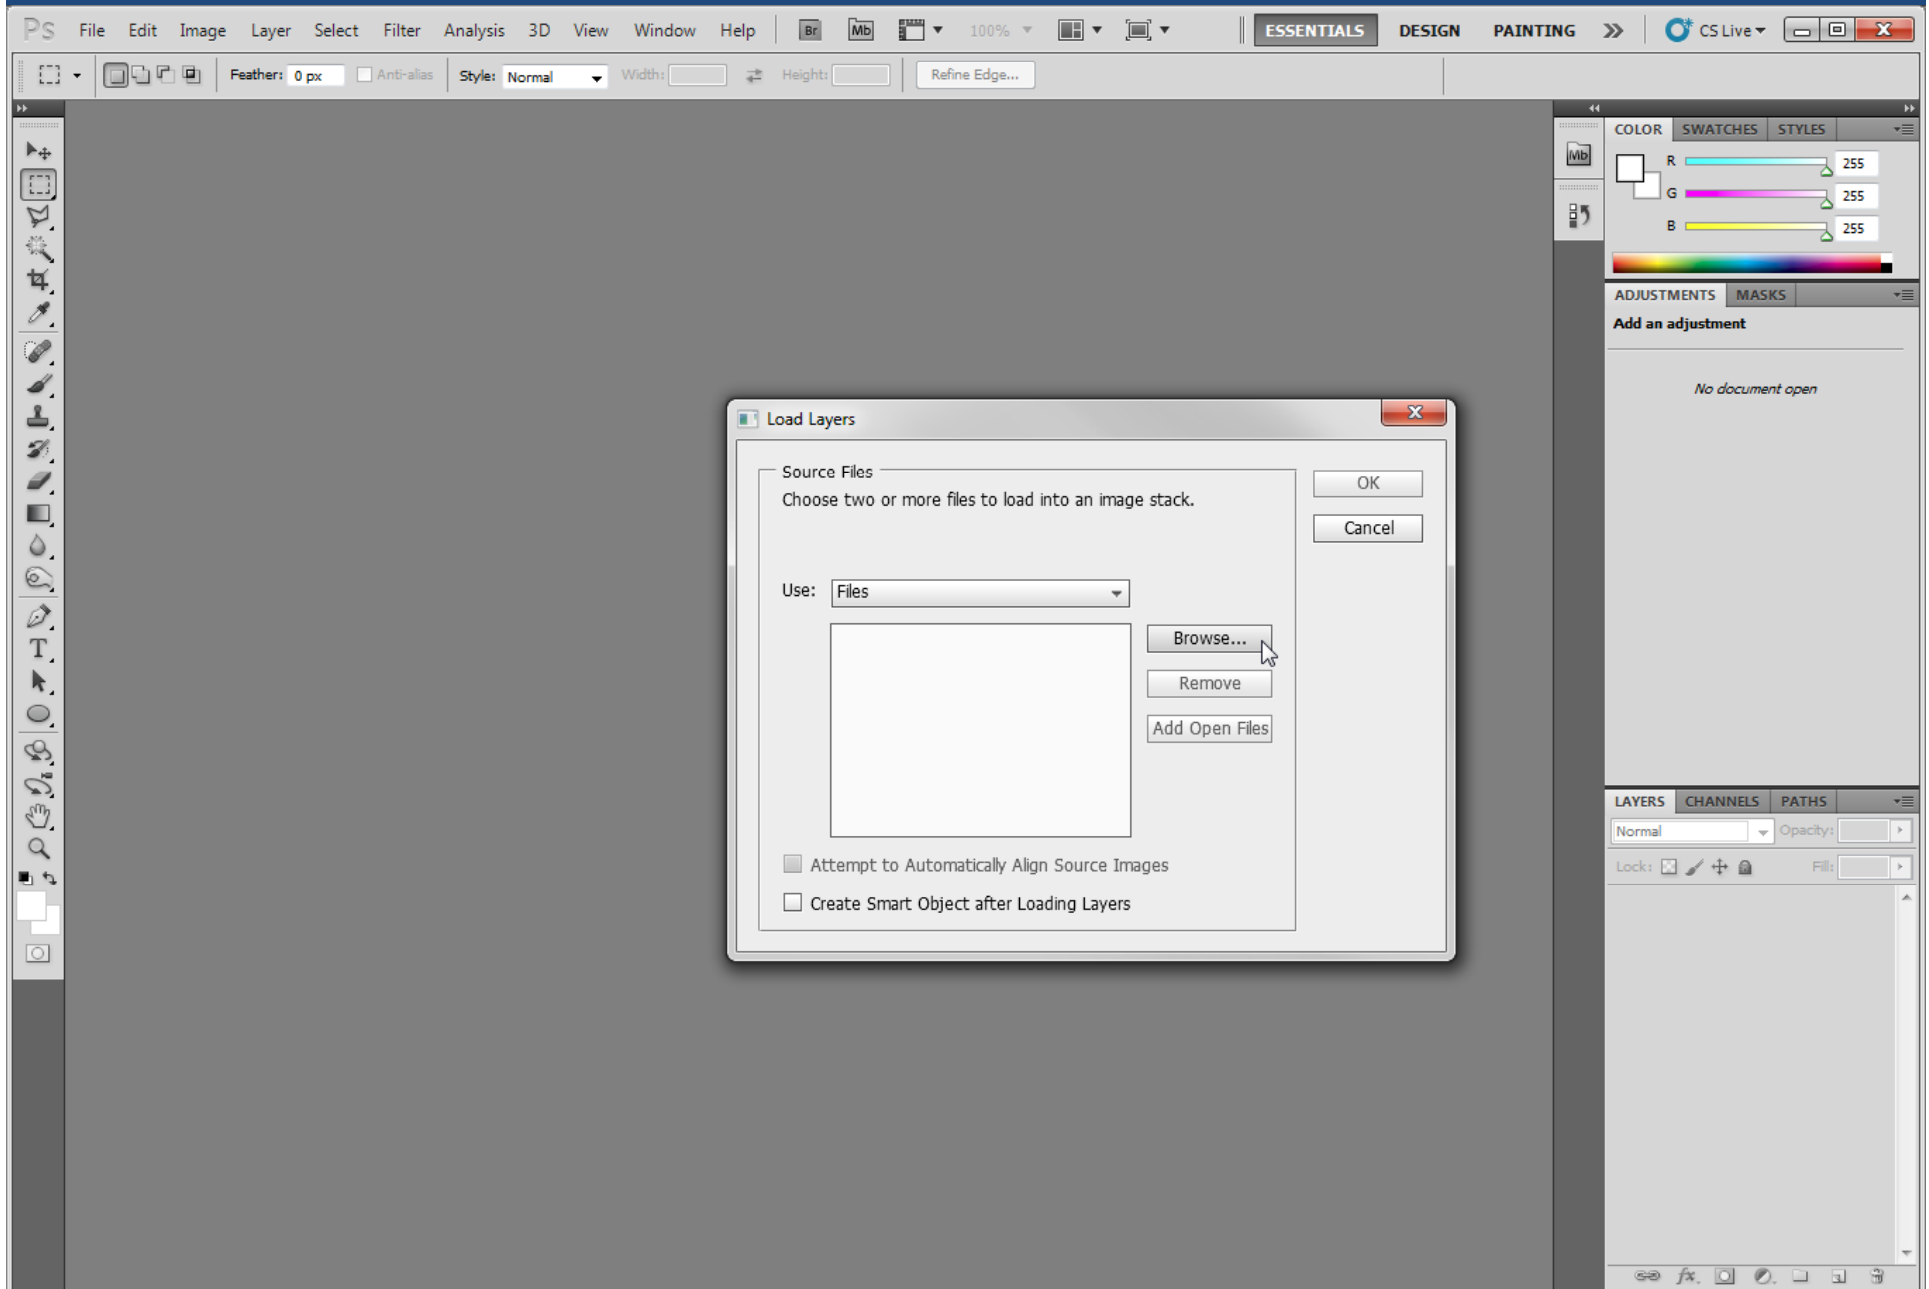 Ps File Edit Image Layer Select Filter Analysis 3D View Window Help Br Mb 100% ESSENTIALS DESIGN PAINTING CS Live
Feather: 0 px Anti-alias Style: Normal Width: Height: Refine Edge...
COLOR SWATCHES STYLES
Mb
R 255
G 255
B 255
ADJUSTMENTS MASKS
Add an adjustment
No document open
Load Layers
Source Files
Choose two or more files to load into an image stack.
OK
Cancel
Use: Files
Browse...
Remove
Add Open Files
Attempt to Automatically Align Source Images
Create Smart Object after Loading Layers
T
LAYERS CHANNELS PATHS
Normal Opacity:
Lock: Fill:
fx